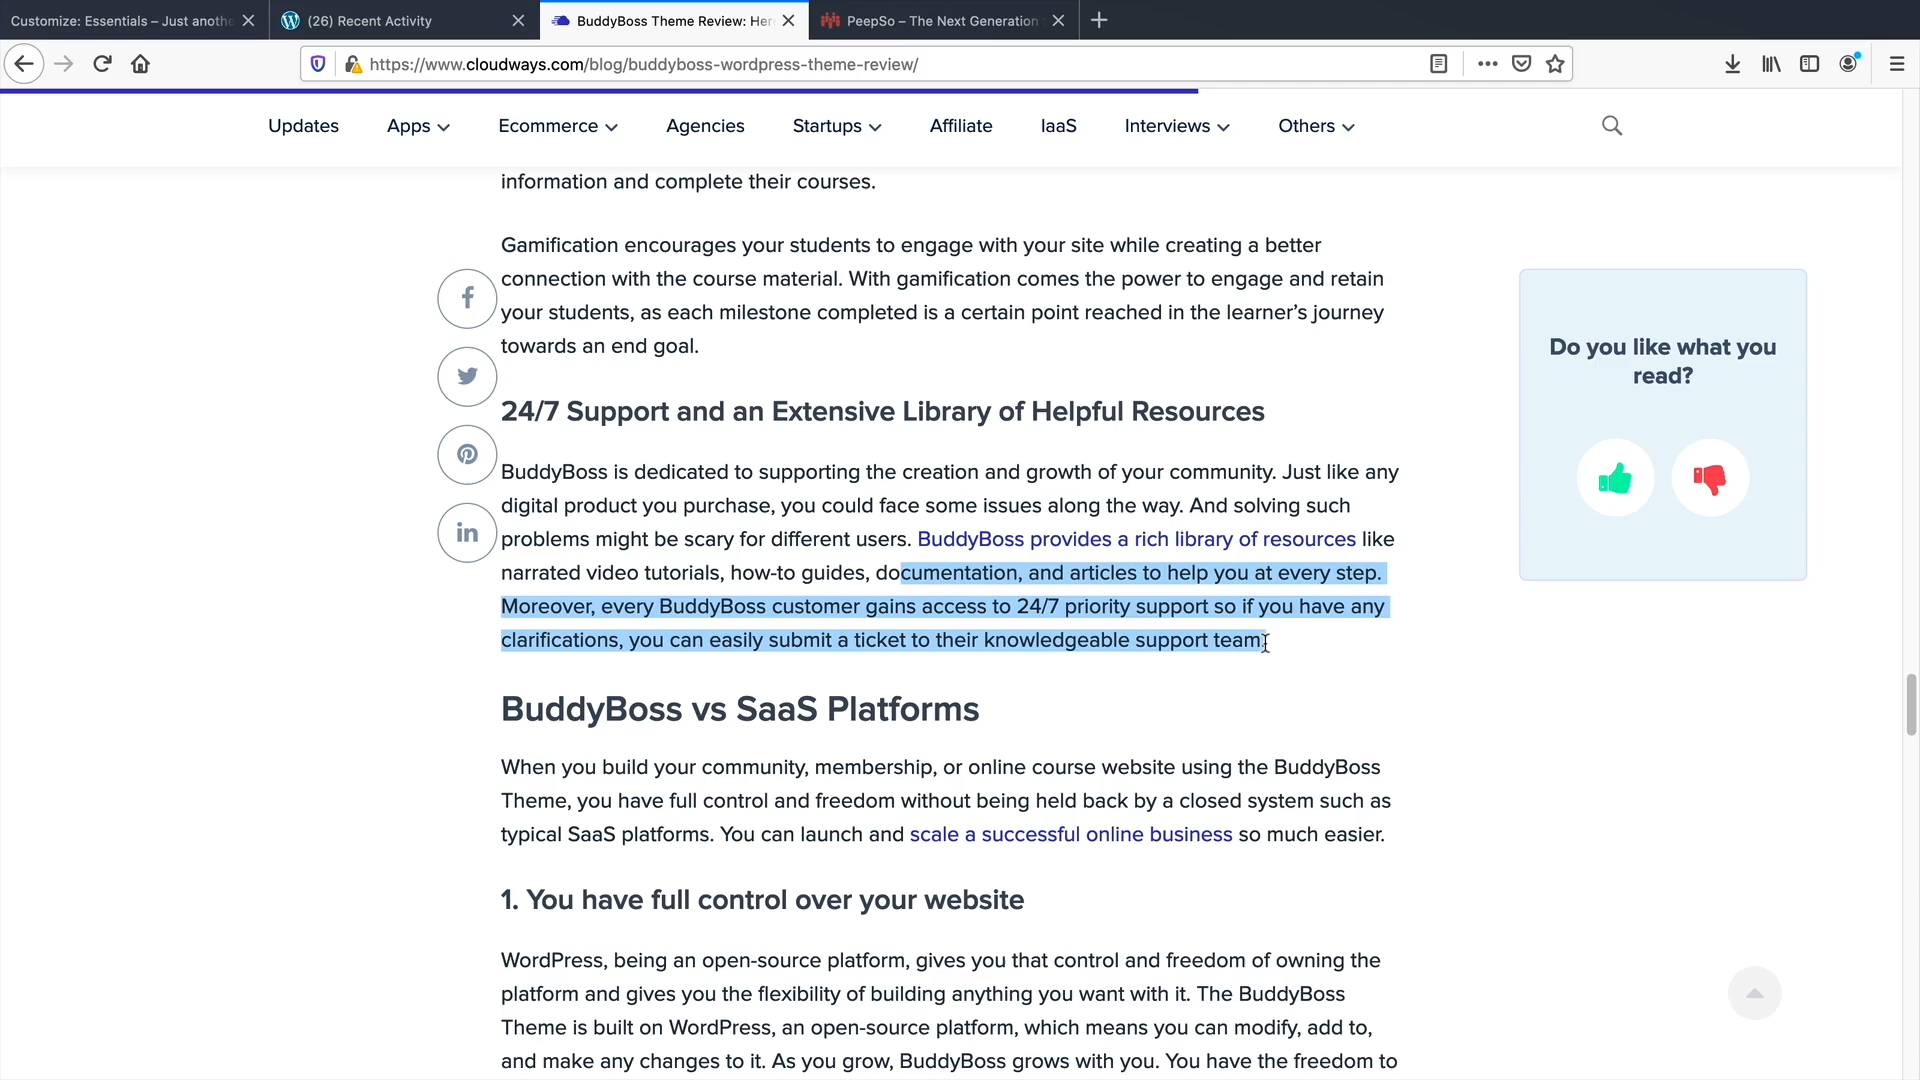 Customize: Essentials – Just anothe
(26) Recent Activity
BuddyBoss Theme Review: Her
PeepSo – The Next Generation
https://www.cloudways.com/blog/buddyboss-wordpress-theme-review/
Updates Apps Ecommerce Agencies Startups Affiliate IaaS Interviews Others
information and complete their courses.
Gamification encourages your students to engage with your site while creating a better
connection with the course material. With gamification comes the power to engage and retain
your students, as each milestone completed is a certain point reached in the learner's journey
towards an end goal.
Do you like what you
read?
24/7 Support and an Extensive Library of Helpful Resources
BuddyBoss is dedicated to supporting the creation and growth of your community. Just like any
digital product you purchase, you could face some issues along the way. And solving such
problems might be scary for different users. BuddyBoss provides a rich library of resources like
narrated video tutorials, how-to guides, documentation, and articles to help you at every step.
Moreover, every BuddyBoss customer gains access to 24/7 priority support so if you have any
clarifications, you can easily submit a ticket to their knowledgeable support team.
BuddyBoss vs SaaS Platforms
When you build your community, membership, or online course website using the BuddyBoss
Theme, you have full control and freedom without being held back by a closed system such as
typical SaaS platforms. You can launch and scale a successful online business so much easier.
1. You have full control over your website
WordPress, being an open-source platform, gives you that control and freedom of owning the
platform and gives you the flexibility of building anything you want with it. The BuddyBoss
Theme is built on WordPress, an open-source platform, which means you can modify, add to,
and make any changes to it. As you grow, BuddyBoss grows with you. You have the freedom to